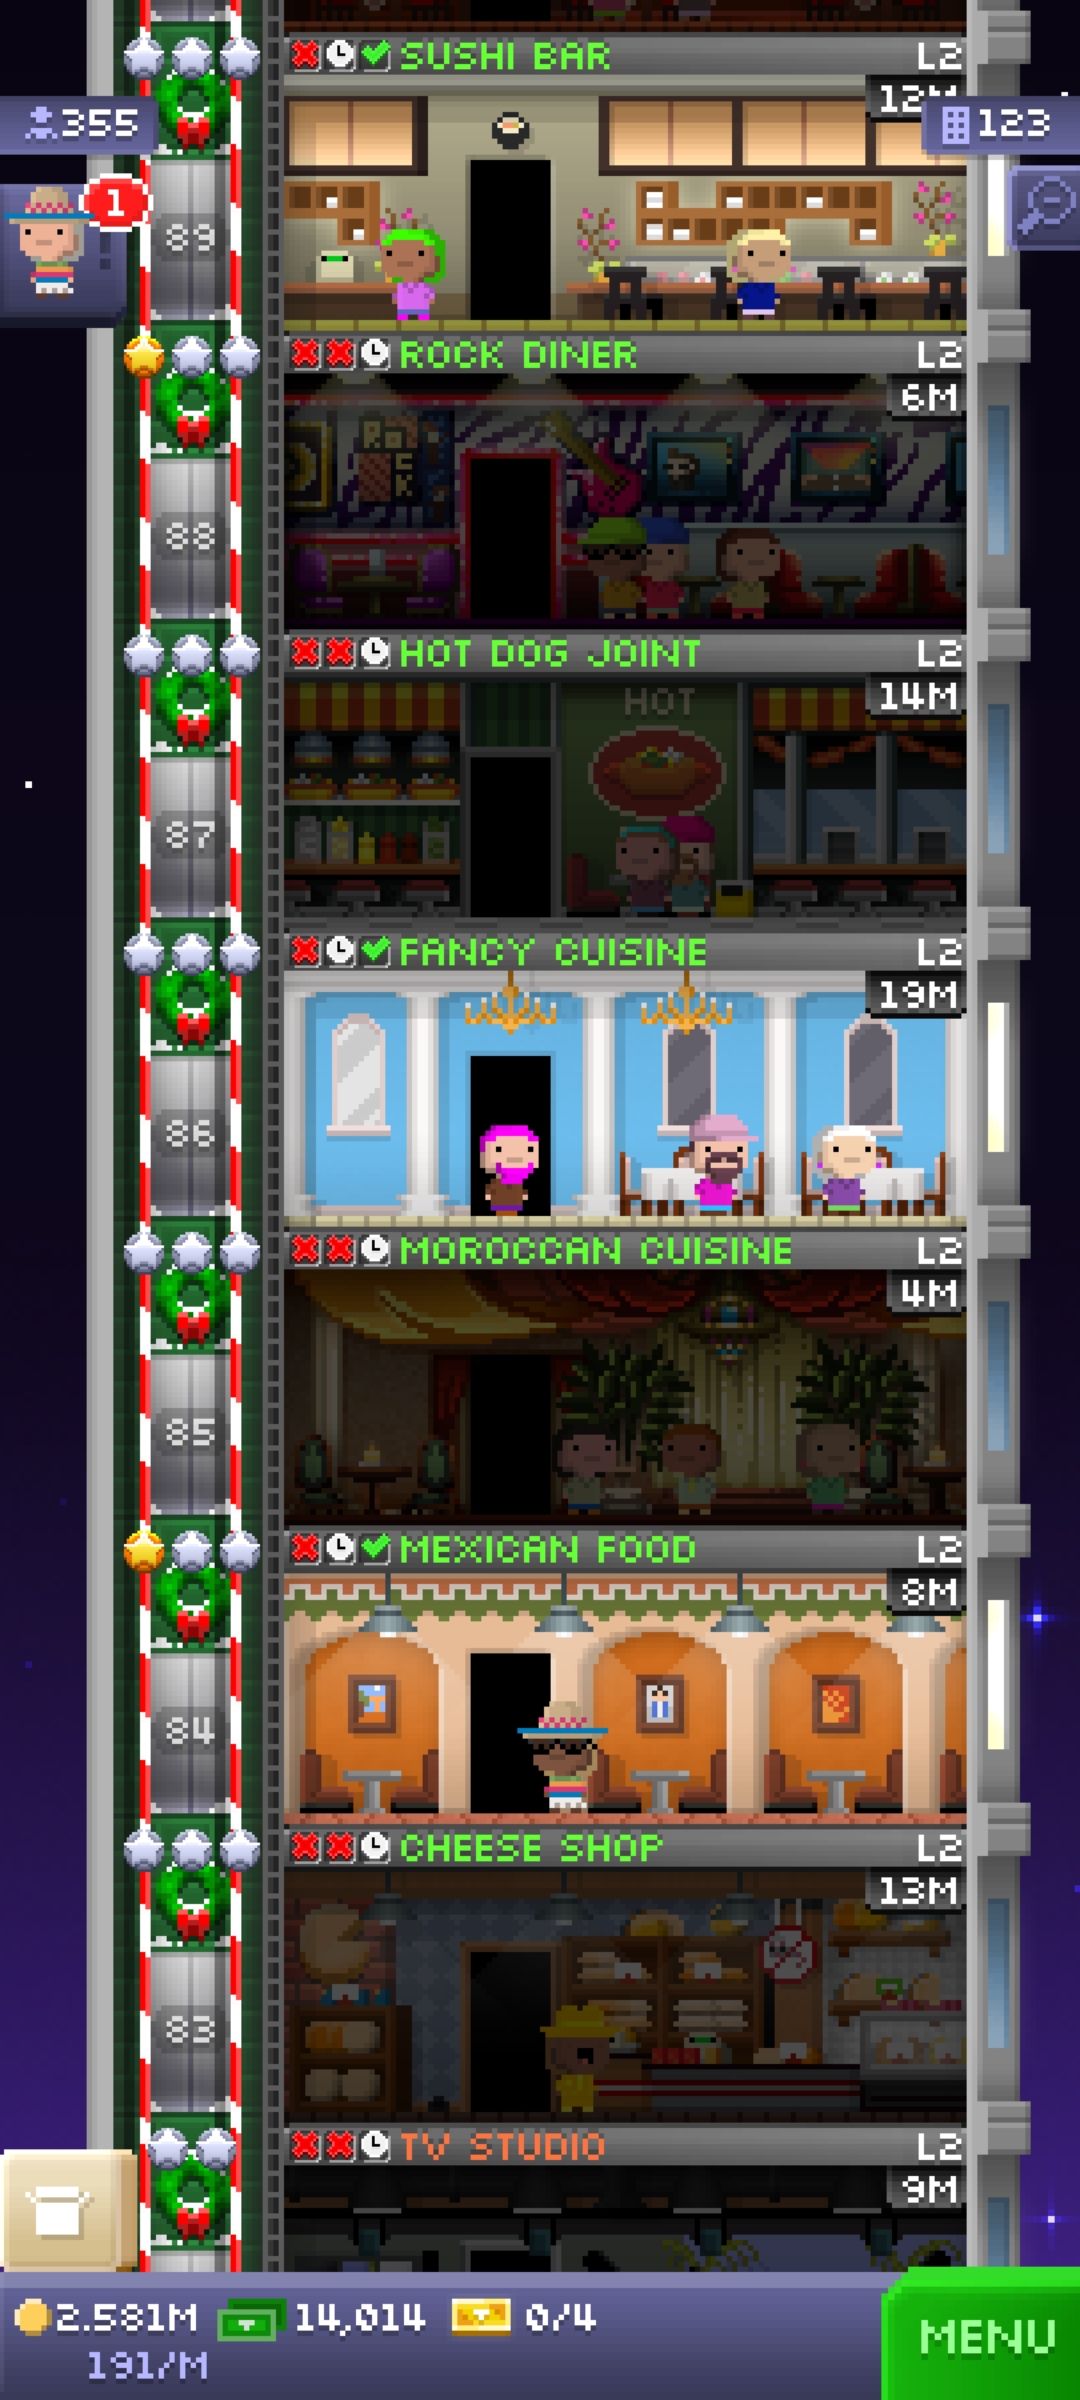 SUSHI BAR L2
355
123
1
89
ROCK DINER L2
6M
ROCK
88
HOT DOG JOINT L2
14M
HOT
87
FANCY CUISINE L2
19M
86
MOROCCAN CUISINE L2
4M
85
MEXICAN FOOD L2
8M
84
CHEESE SHOP L2
13M
83
TV STUDIO L2
9M
2.581M 14,014 0/4
191/M
MENU